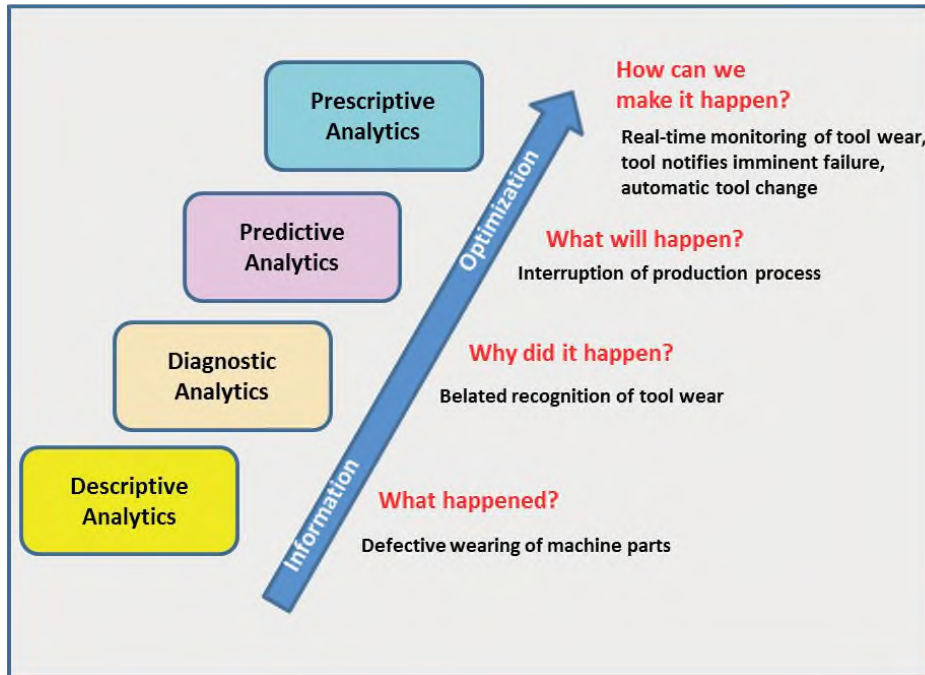 Prescriptive
Analytics
How can we
make it happen?
Real-time monitoring of tool wear,
tool notifies imminent failure,
automatic tool change
Optimization
Predictive
Analytics
What will happen?
Interruption of production process
Diagnostic
Analytics
Why did it happen?
Belated recognition of tool wear
Descriptive
Analytics
Information
What happened?
Defective wearing of machine parts